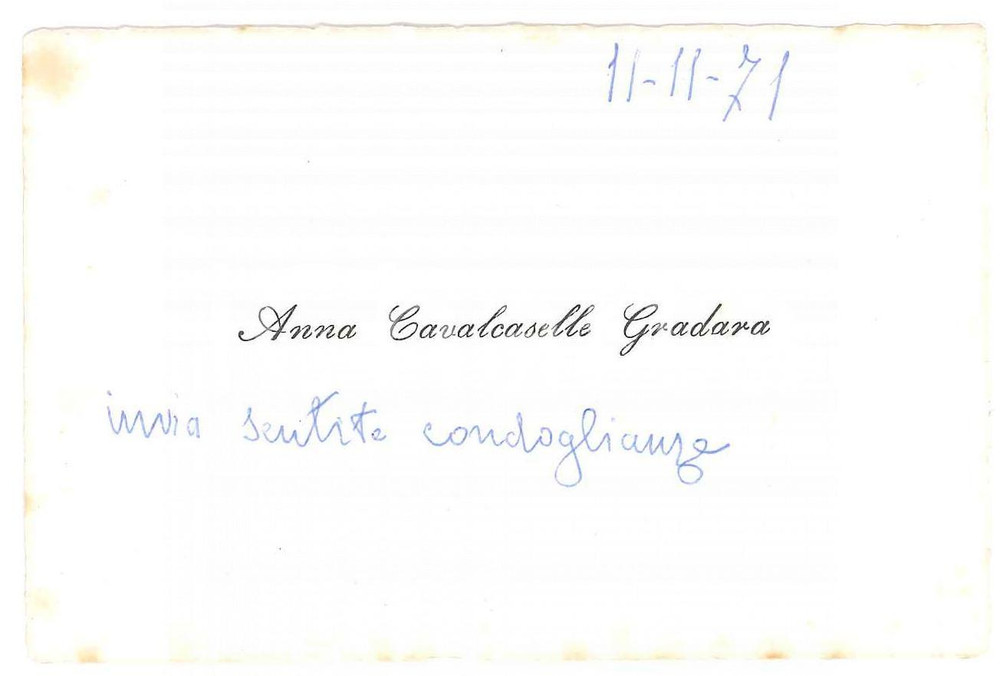 11-11-71
Anna Cavalcaselle Gradara
invia sentite condoglianze